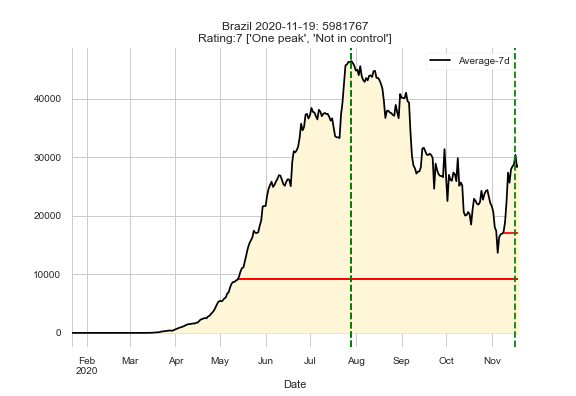 Brazil 2020-11-19: 5981767
Rating:7 ['One peak', 'Not in control']
Average-7d
40000
30000
20000
10000
0
Feb Mar Apr May Jun Jul Aug Sep Oct Nov
2020
Date